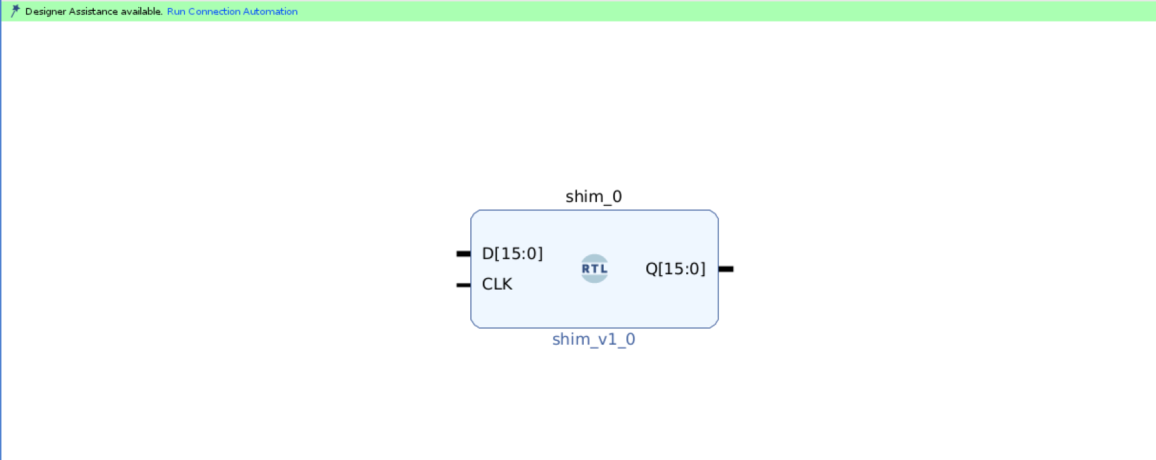 Designer Assistance available. Run Connection Automation
shim_0
D[15:0]
CLK
RTL
Q[15:0]
shim_v1_0